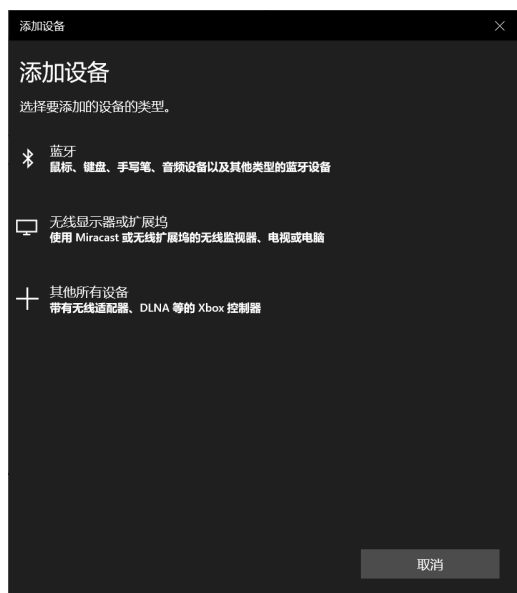 添加设备
添加设备
选择要添加的设备的类型。
蓝牙
鼠标、键盘、手写笔、音频设备以及其他类型的蓝牙设备
无线显示器或扩展坞
使用 Miracast 或无线扩展坞的无线监视器、电视或电脑
其他所有设备
带有无线适配器、DLNA 等的 Xbox 控制器
取消